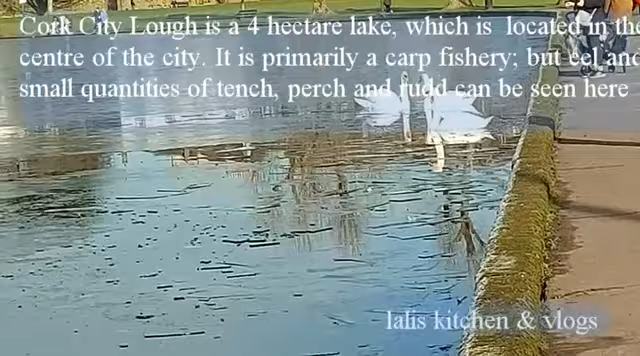 Cork City Lough is a 4 hectare lake, which is located in the
centre of the city. It is primarily a carp fishery; but eel and
small quantities of tench, perch and rudd can be seen here
lalis kitchen & vlogs